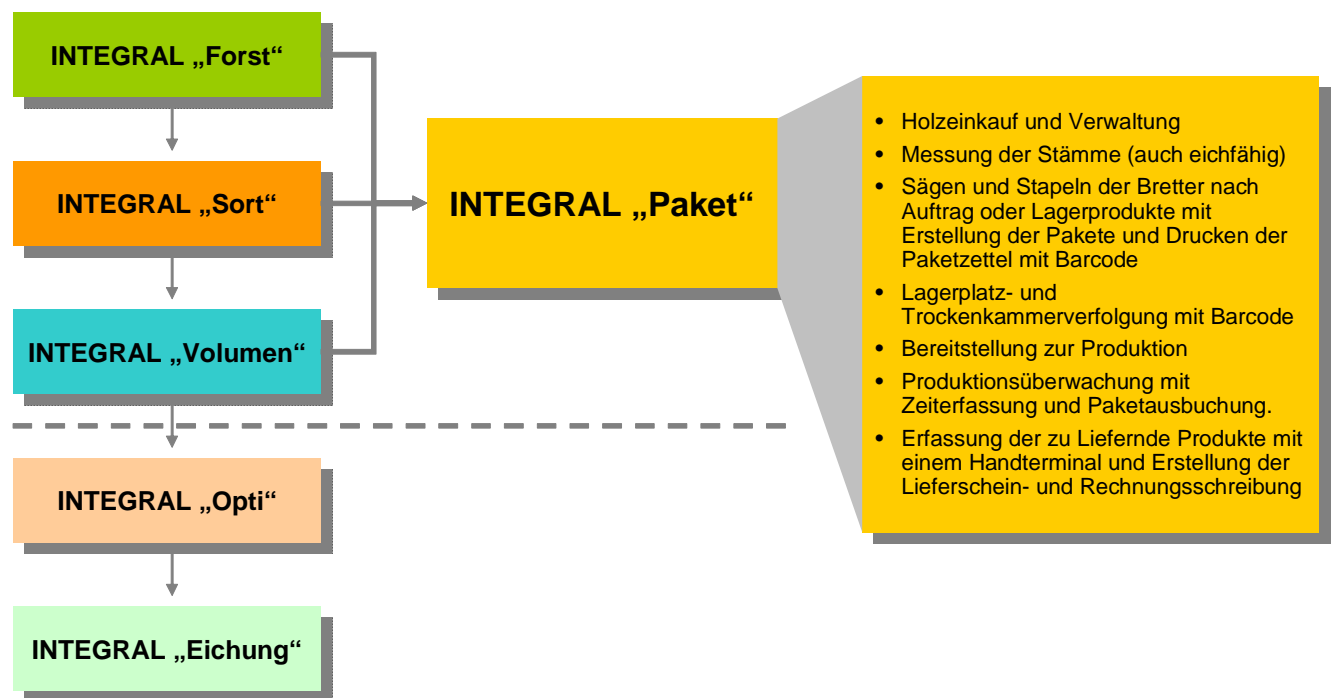 INTEGRAL „Forst“
INTEGRAL „Sort“
INTEGRAL „Volumen“
INTEGRAL „Opti“
INTEGRAL „Eichung“
INTEGRAL „Paket“
• Holzeinkauf und Verwaltung
• Messung der Stämme (auch eichfähig)
• Sägen und Stapeln der Bretter nach
Auftrag oder Lagerprodukte mit
Erstellung der Pakete und Drucken der
Paketzettel mit Barcode
• Lagerplatz- und
Trockenkammerverfolgung mit Barcode
• Bereitstellung zur Produktion
• Produktionsüberwachung mit
Zeiterfassung und Paketausbuchung.
• Erfassung der zu Liefernde Produkte mit
einem Handterminal und Erstellung der
Lieferschein- und Rechnungsschreibung